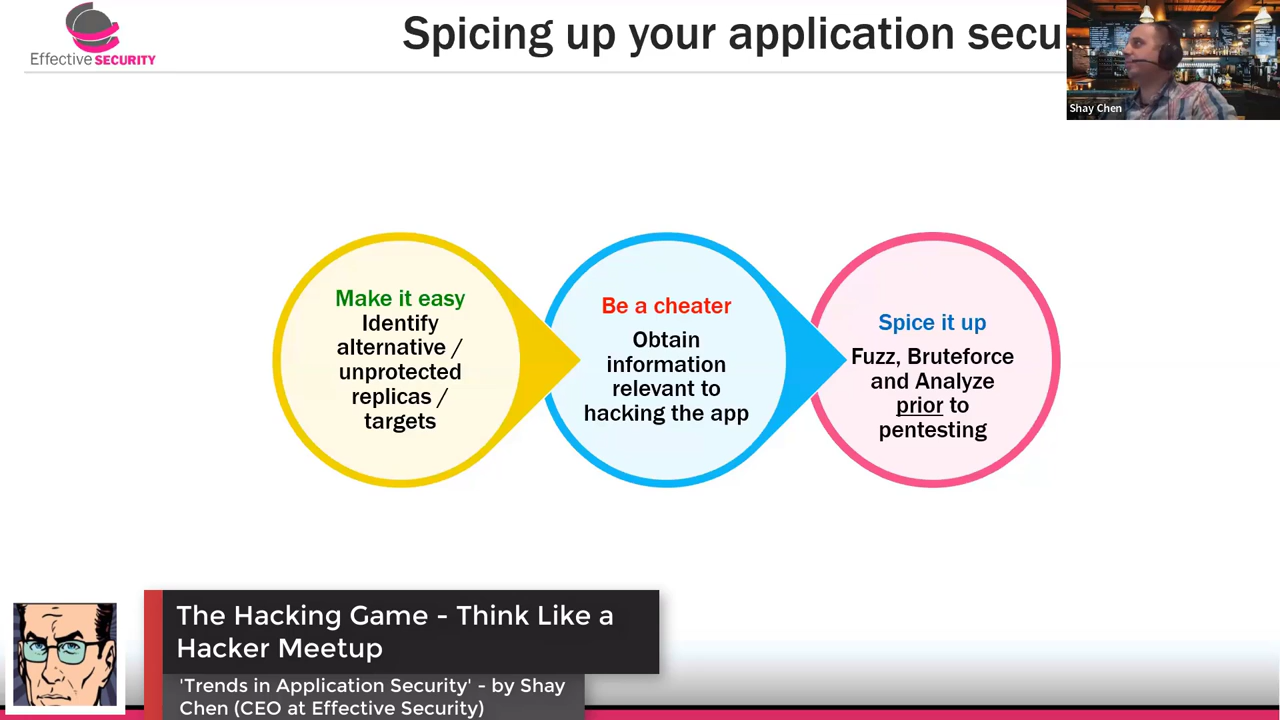 Effective SECURITY
Spicing up your application secu
Shay Chen
Make it easy
Identify
alternative /
unprotected
replicas /
targets
Be a cheater
Obtain
information
relevant to
hacking the app
Spice it up
Fuzz, Bruteforce
and Analyze
prior to
pentesting
The Hacking Game - Think Like a
Hacker Meetup
'Trends in Application Security' - by Shay
Chen (CEO at Effective Security)